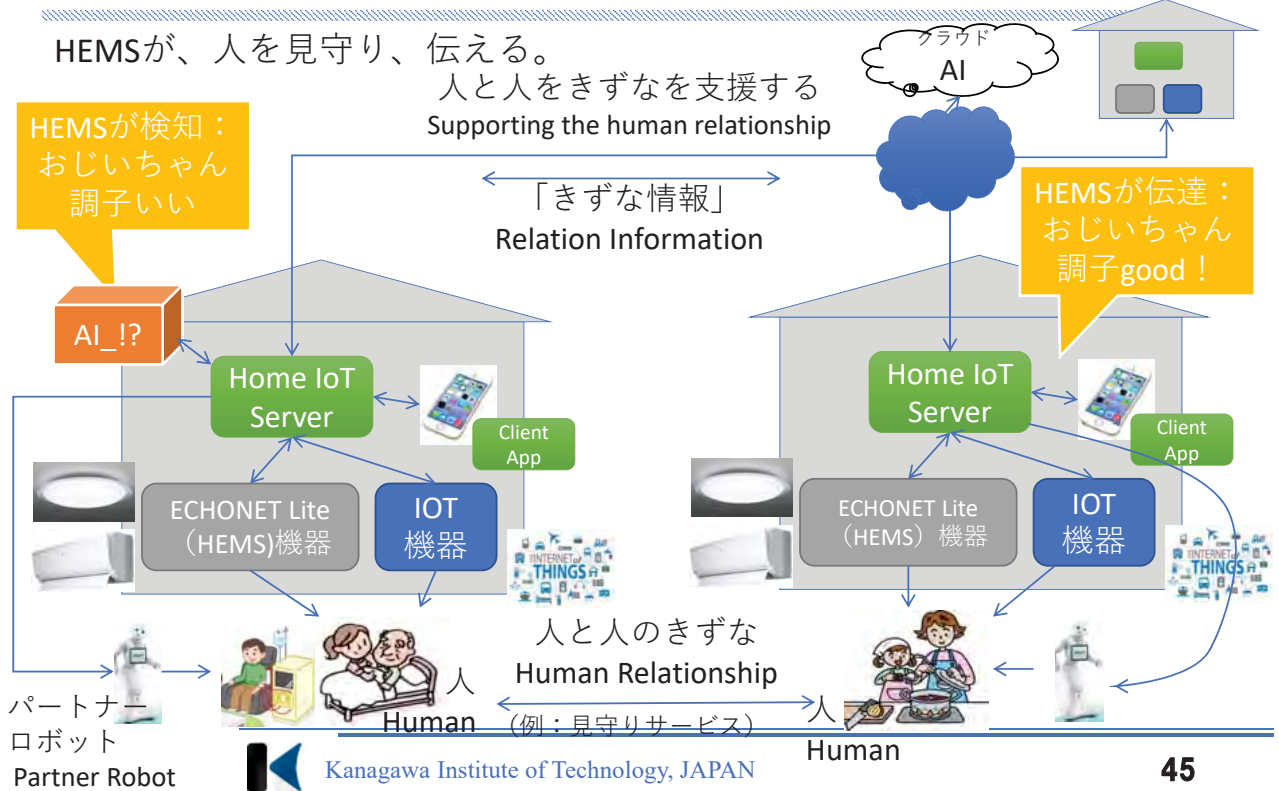 HEMSが、人を見守り、伝える。
クラウド
AI
人と人をきずなを支援する
Supporting the human relationship
HEMSが検知：
おじいちゃん
調子いい
「きずな情報」
Relation Information
HEMSが伝達：
おじいちゃん
調子good！
AI_!?
Home IoT
Server
Client
App
ECHONET Lite
（HEMS)機器
IOT
機器
INTERNET OF
THINGS
Home IoT
Server
Client
App
ECHONET Lite
（HEMS）機器
IOT
機器
INTERNET OF
THINGS
人と人のきずな
Human Relationship
（例：見守りサービス）
人
Human
人
Human
パートナー
ロボット
Partner Robot
Kanagawa Institute of Technology, JAPAN
45